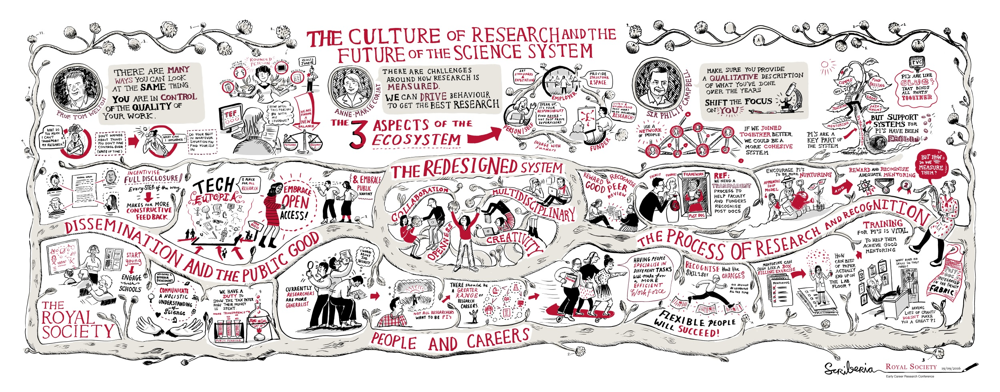 THE CULTURE OF RESEARCH AND THE
FUTURE OF THE SCIENCE SYSTEM
PROF. TOM WELTON
THERE ARE MANY
WAYS YOU CAN LOOK
AT THE SAME THING.
YOU ARE IN CONTROL
OF THE QUALITY OF
YOUR WORK.
WHAT DO
YOU MEAN
I CAN'T
TRANSPORT
MY RESEARCH?
DON'T WHINGE
ABOUT THINGS
YOU DON'T HAVE
CONTROL OVER
(WASTE OF TIME)
WHAT CAN
I INFLUENCE?
DO YOUR BEST
IN WHATEVER
SITUATION YOU
FIND YOUR SELF
IN
ROUNDED
PERSON
INTER
PERSONAL
TEACHING
RESEARCH
PUBLISHED
RESULTS
JUNKIE
TEF
HOW WILL
THIS PERSON
BE WITH
MY
STUDENTS?
WE ARE
FINDING
A
NEW
BALANCE
PEDIGREE
ROUNDED
ANNE-MARIE CORIAT
THERE ARE CHALLENGES
AROUND HOW RESEARCH IS
MEASURED.
WE CAN DRIVE BEHAVIOUR
TO GET THE BEST RESEARCH
THE 3 ASPECTS OF THE
ECOSYSTEM
SET
STANDARDS
&
EXPECTATIONS
PROVIDE
STRUCTURE
& SPACE.
EMPLOYER
SPEAK UP,
IT'S YOUR
RESPONSIBILITY
FIND ADVICE -
NOT JUST FROM
SUPERVISORS
PERSON/SELF
LISTEN &
UNDERSTAND
THAT WHAT
WE DO INFLUENCES
RESEARCH!
£
FUNDER
ENGAGE WITH
funders
SIR PHILIP CAMPBELL
MAKE SURE YOU PROVIDE
A QUALITATIVE DESCRIPTION
OF WHAT YOU'VE DONE
OVER THE YEARS
SHIFT THE FOCUS
ON YOU
USE A
NETWORK
OF PEOPLE
IF WE JOINED
TOGETHER BETTER,
WE COULD BE A
MORE COHESIVE
SYSTEM
COMMS
FUND
RAISING
UFF
GRANT
TEACHING
DATA
MGMT
MENTORING
SUPPORT
PI'S ARE A
KEY PART OF
THE SYSTEM
PVC
PI'S ARE LIKE
GLUE
THAT BINDS
ALL PARTS
TOGETHER
BUT SUPPORT
SYSTEMS FOR
PI'S HAVE BEEN
ERODED
DR.
DR.
PROF.
INCENTIVISE
FULL DISCLOSURE!
Every STEP of the way
MAKES FOR MORE
CONSTRUCTIVE
FEEDBACK
TECH
EUTOPIA
1 PLACE
FOR ALL
RESEARCH
OPEN
ACCESS
EMBRACE
OPEN
ACCESS!
& EMBRACE
PUBLIC
SCRUTINY
DISSEMINATION AND THE PUBLIC GOOD
THE REDESIGNED SYSTEM
COLLABORATION
MULTIDISCIPLINARY
OPENNESS
CREATIVITY
REWARD & RECOGNISE
GOOD PEER
REVIEW
FACULTY
FUNDERS
£
FRAMEWORK
POST DOC
REF:
WE NEED A
TRANSPARENT
PROCESS TO
HELP FACULTY
AND FUNDERS
RECOGNISE
POST DOCS
ENCOURAGE PI'S
TO BE MORE NURTURING
APPRENTICE
SHIP
MODEL
POST DOC
AND
REWARD AND RECOGNISE
ADEQUATE MENTORING
1
2
BUT HOW
DO WE
MEASURE
THEM?
THE PROCESS OF RESEARCH AND RECOGNITION
START
young
ENGAGE
with
SCHOOLS
THE
ROYAL
SOCIETY
WELCOME A
BROADER
ENGAGEMENT
COMMUNICATE
A HOLISTIC
UNDERSTANDING
of
Science
WE HAVE A
DUTY TO
SHOW THE TAX PAYER
HOW THEIR MONEY
IS SPENT.
more TRANSPARENCY
PUBLIC FUNDING
CURRENTLY
RESEARCHERS
ARE MORE
GENERALIST
I WORRY
ABOUT
JOB
SECURITY
NOT ALL RESEARCHERS
WANT TO BE PI's
THERE should be
A GREATER
RANGE OF
RESEARCH
CAREERS
PEOPLE AND CAREERS
FLEXIBLE
FUNDING
HAVING PEOPLE
SPECIALISE IN
DIFFERENT TASKS
will make for
a MORE
EFFICIENT
Workforce
RECOGNISE that the
SKILLSET CHANGES
WE SHOULD
BE LEARNING
ALL THE TIME
FLEXIBLE PEOPLE
WILL SUCCEED!
MENTORING CAN
SEEM LIKE A BOX
FILLING EXERCISE
MENTORING
HOW
CAN BITS
OF PAPER
ACTUALLY
END UP ON
THE LAB
FLOOR?
TRAINING
FOR PI'S IS VITAL
TO HELP THEM
ACHIEVE GOOD
MENTORING
WHAT KIND OF
SKILLS DO THEY
NEED?
HAVING
LOTS OF GRANTS
DOESN'T MAKE
YOU A GREAT P.I
POST
DOC
INTEGRATED
IN THE FACULTY
FABRIC
Scriberia
ROYAL SOCIETY 19/09/2016
Early Career Research Conference